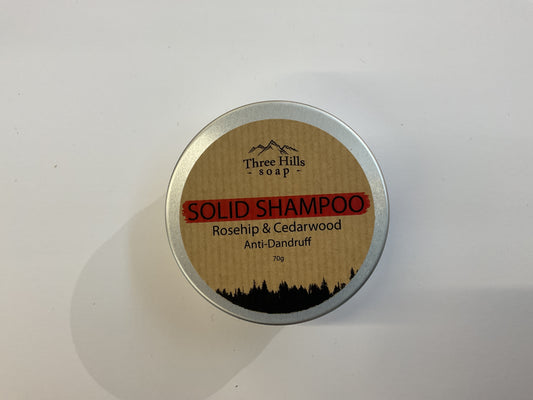 Three Hills
- soap -
SOLID SHAMPOO
Rosehip & Cedarwood
Anti-Dandruff
70g